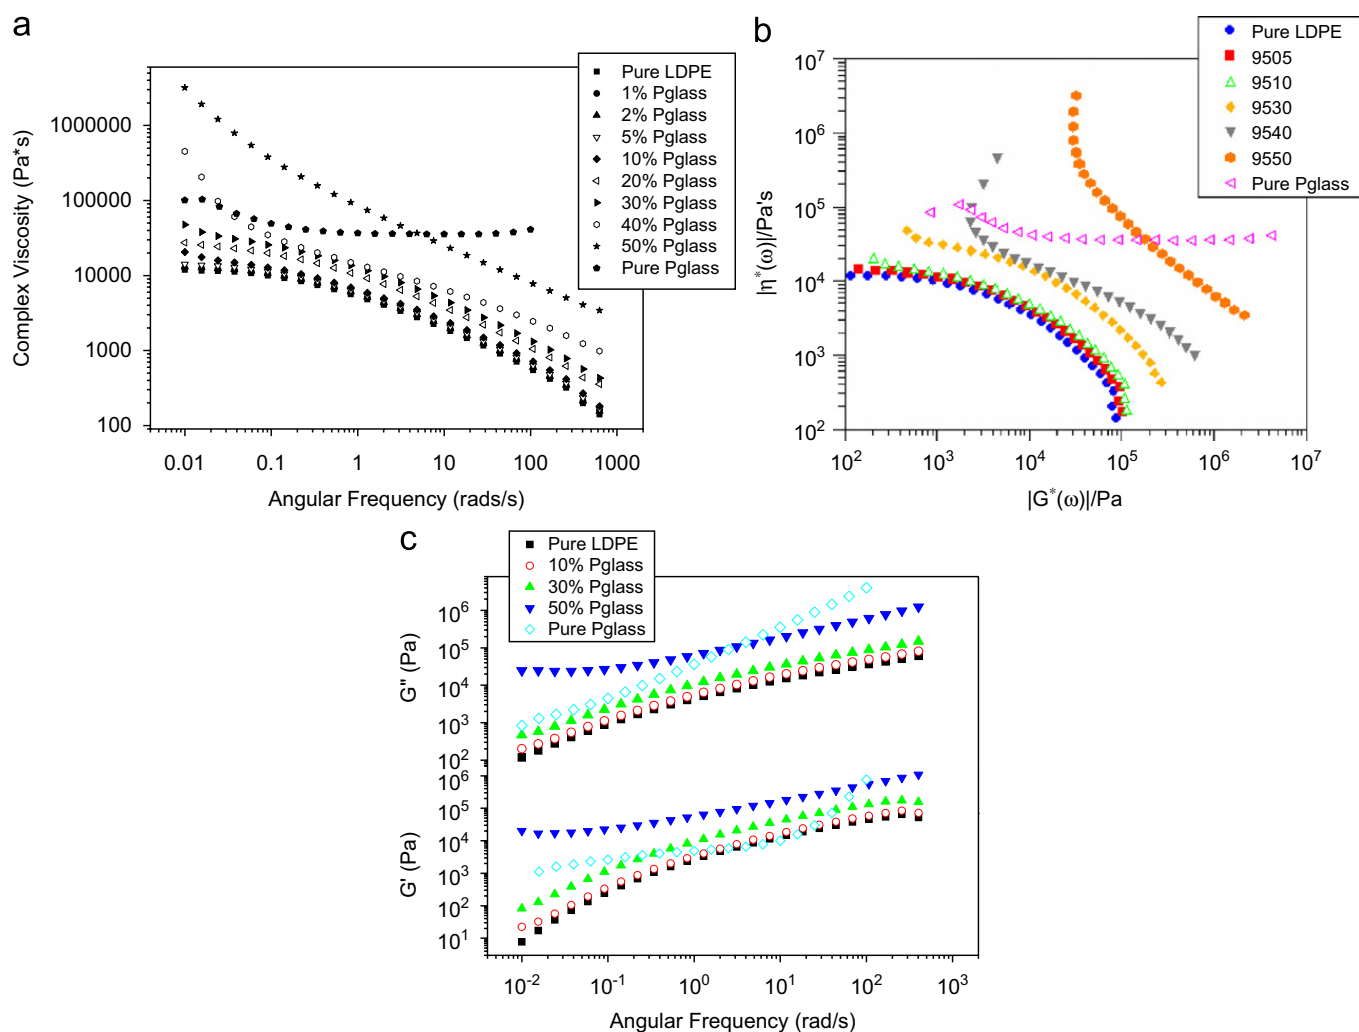 a
Complex Viscosity (Pa*s)
1000000
100000
10000
1000
100
0.01
0.1
1
10
100
1000
Angular Frequency (rads/s)
Pure LDPE
1% Pglass
2% Pglass
5% Pglass
10% Pglass
20% Pglass
30% Pglass
40% Pglass
50% Pglass
Pure Pglass
b
|η*(ω)|/Pa's
10^7
10^6
10^5
10^4
10^3
10^2
10^2
10^3
10^4
10^5
10^6
10^7
|G*(ω)|/Pa
Pure LDPE
9505
9510
9530
9540
9550
Pure Pglass
c
Pure LDPE
10% Pglass
30% Pglass
50% Pglass
Pure Pglass
G" (Pa)
10^6
10^5
10^4
10^3
10^2
G' (Pa)
10^6
10^5
10^4
10^3
10^2
10^1
10^-2
10^-1
10^0
10^1
10^2
10^3
Angular Frequency (rad/s)